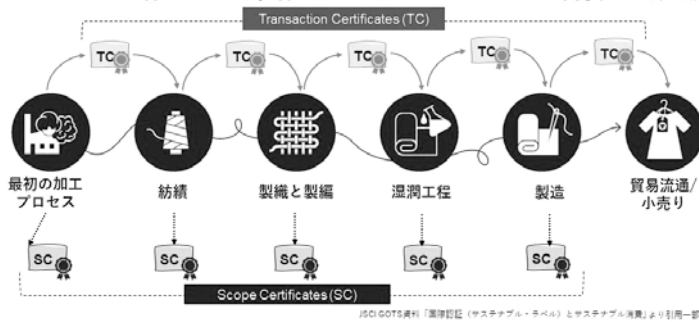 Transaction Certificates (TC)
TC TC TC TC TC
最初の加工
プロセス
紡績
製織と製編
湿潤工程
製造
貿易流通/
小売り
SC SC SC SC SC
Scope Certificates (SC)
JSCI GOTS資料「国際認証（サステナブル・ラベル）とサステナブル消費」より引用一部